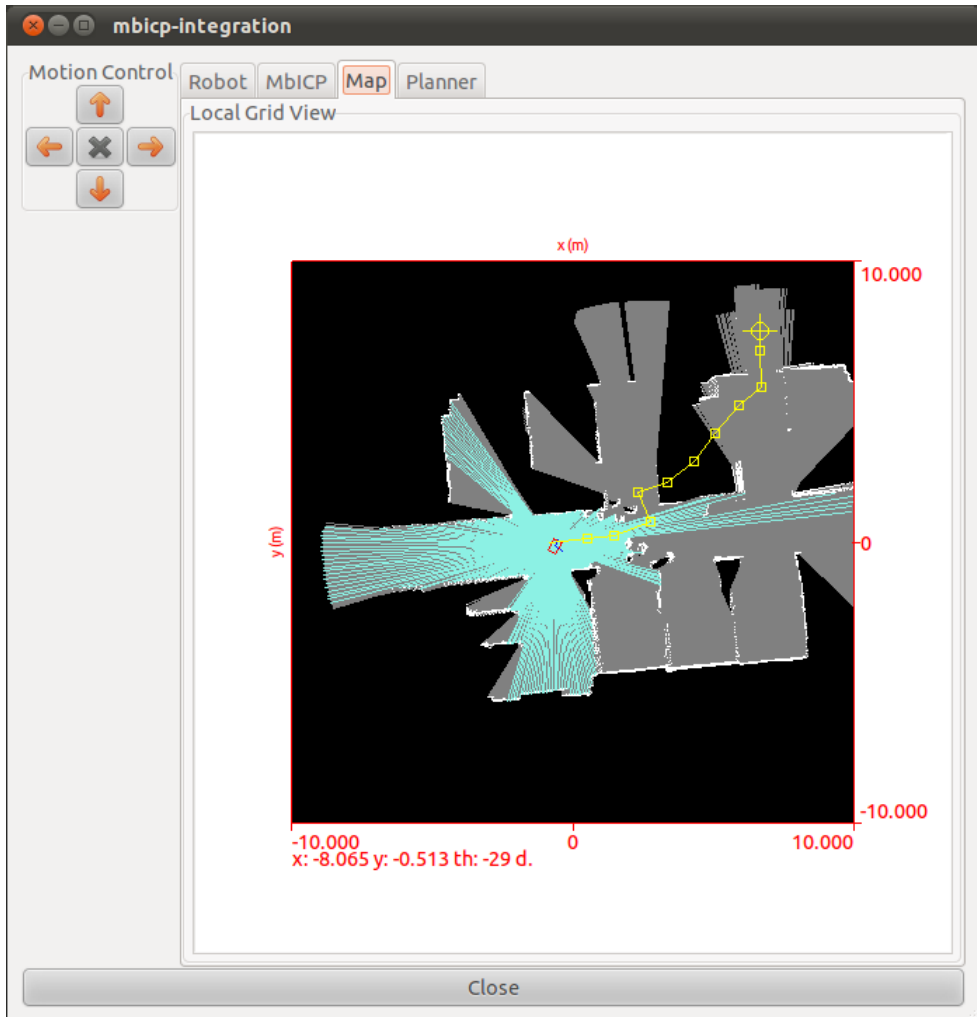 mbicp-integration
Motion Control
Robot MbICP Map Planner
Local Grid View
x (m)
10.000
y (m)
0
-10.000
-10.000 0 10.000
x: -8.065 y: -0.513 th: -29 d.
Close